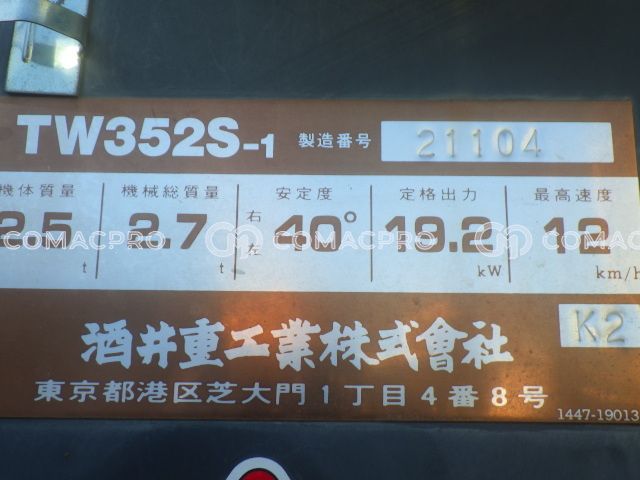 TW352S-1 製造番号 21104
機体質量 機械総質量 安定度 定格出力 最高速度
2.5 t 2.7 t 右 左 40° 19.2 kW 12 km/h
COMACPRO COMACPRO COMACPRO
K2
酒井重工業株式會社
東京都港区芝大門1丁目4番8号
1447-19013